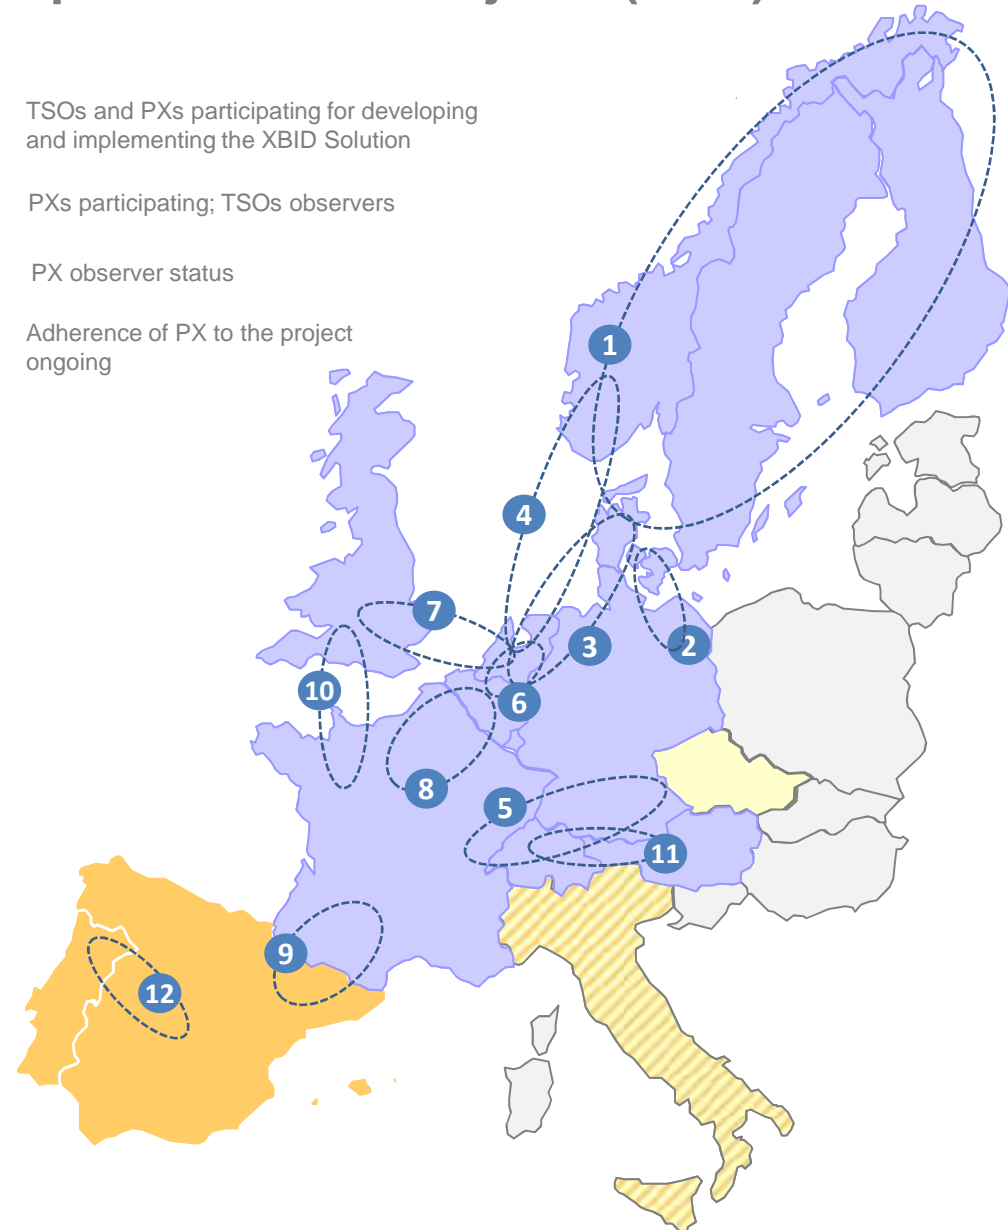 TSOs and PXs participating for developing
and implementing the XBID Solution
PXs participating; TSOs observers
PX observer status
Adherence of PX to the project
ongoing
1
4
7
3
2
10
6
8
5
11
9
12